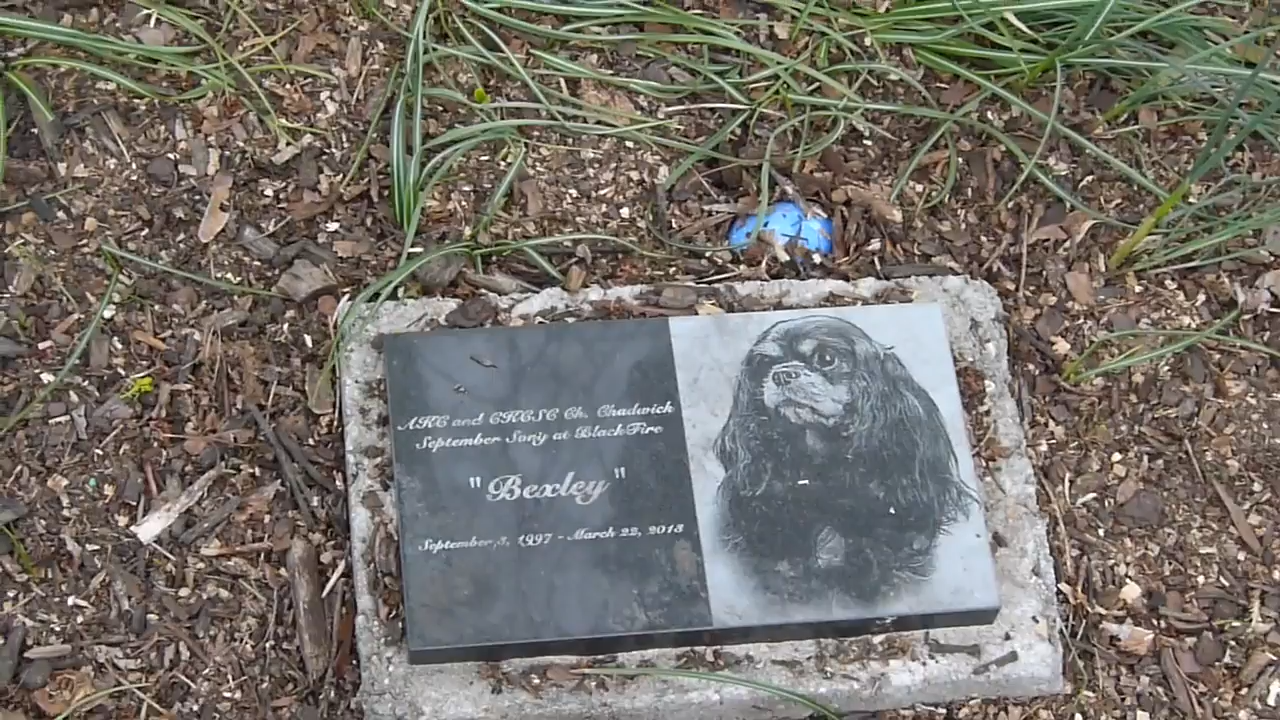 AKC and CKCSC Ch. Chadwick
September Song at BlackFire
"Bexley"
September 3, 1997 - March 22, 2013